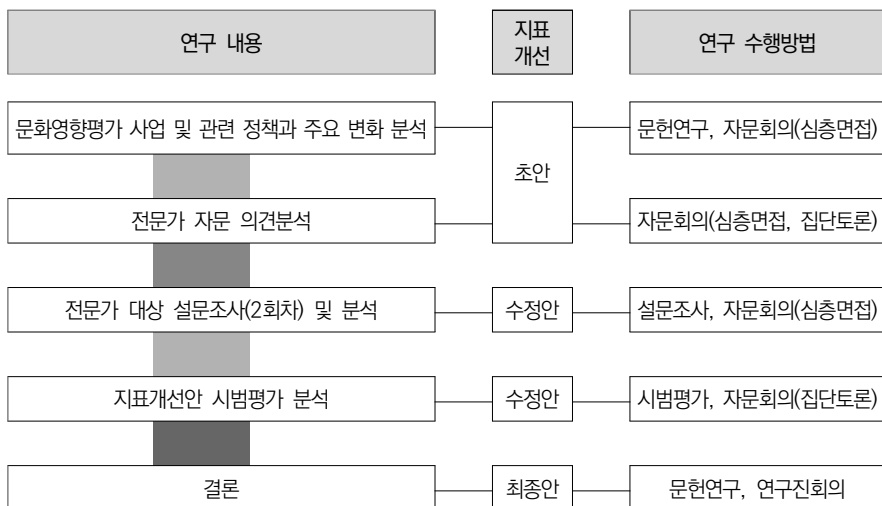 연구 내용
지표
개선
연구 수행방법
문화영향평가 사업 및 관련 정책과 주요 변화 분석
초안
문헌연구, 자문회의(심층면접)
전문가 자문 의견분석
자문회의(심층면접, 집단토론)
전문가 대상 설문조사(2회차) 및 분석
수정안
설문조사, 자문회의(심층면접)
지표개선안 시범평가 분석
수정안
시범평가, 자문회의(집단토론)
결론
최종안
문헌연구, 연구진회의